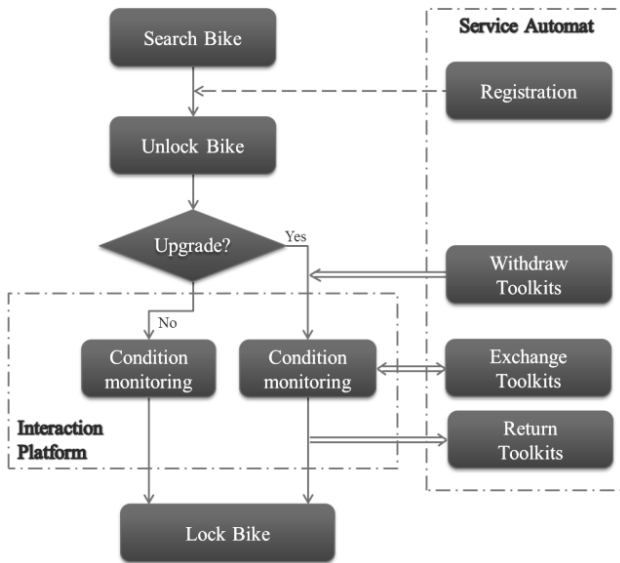 Search Bike
Service Automat
Registration
Unlock Bike
Upgrade?
Yes
Withdraw
Toolkits
No
Condition
monitoring
Condition
monitoring
Exchange
Toolkits
Interaction
Platform
Return
Toolkits
Lock Bike